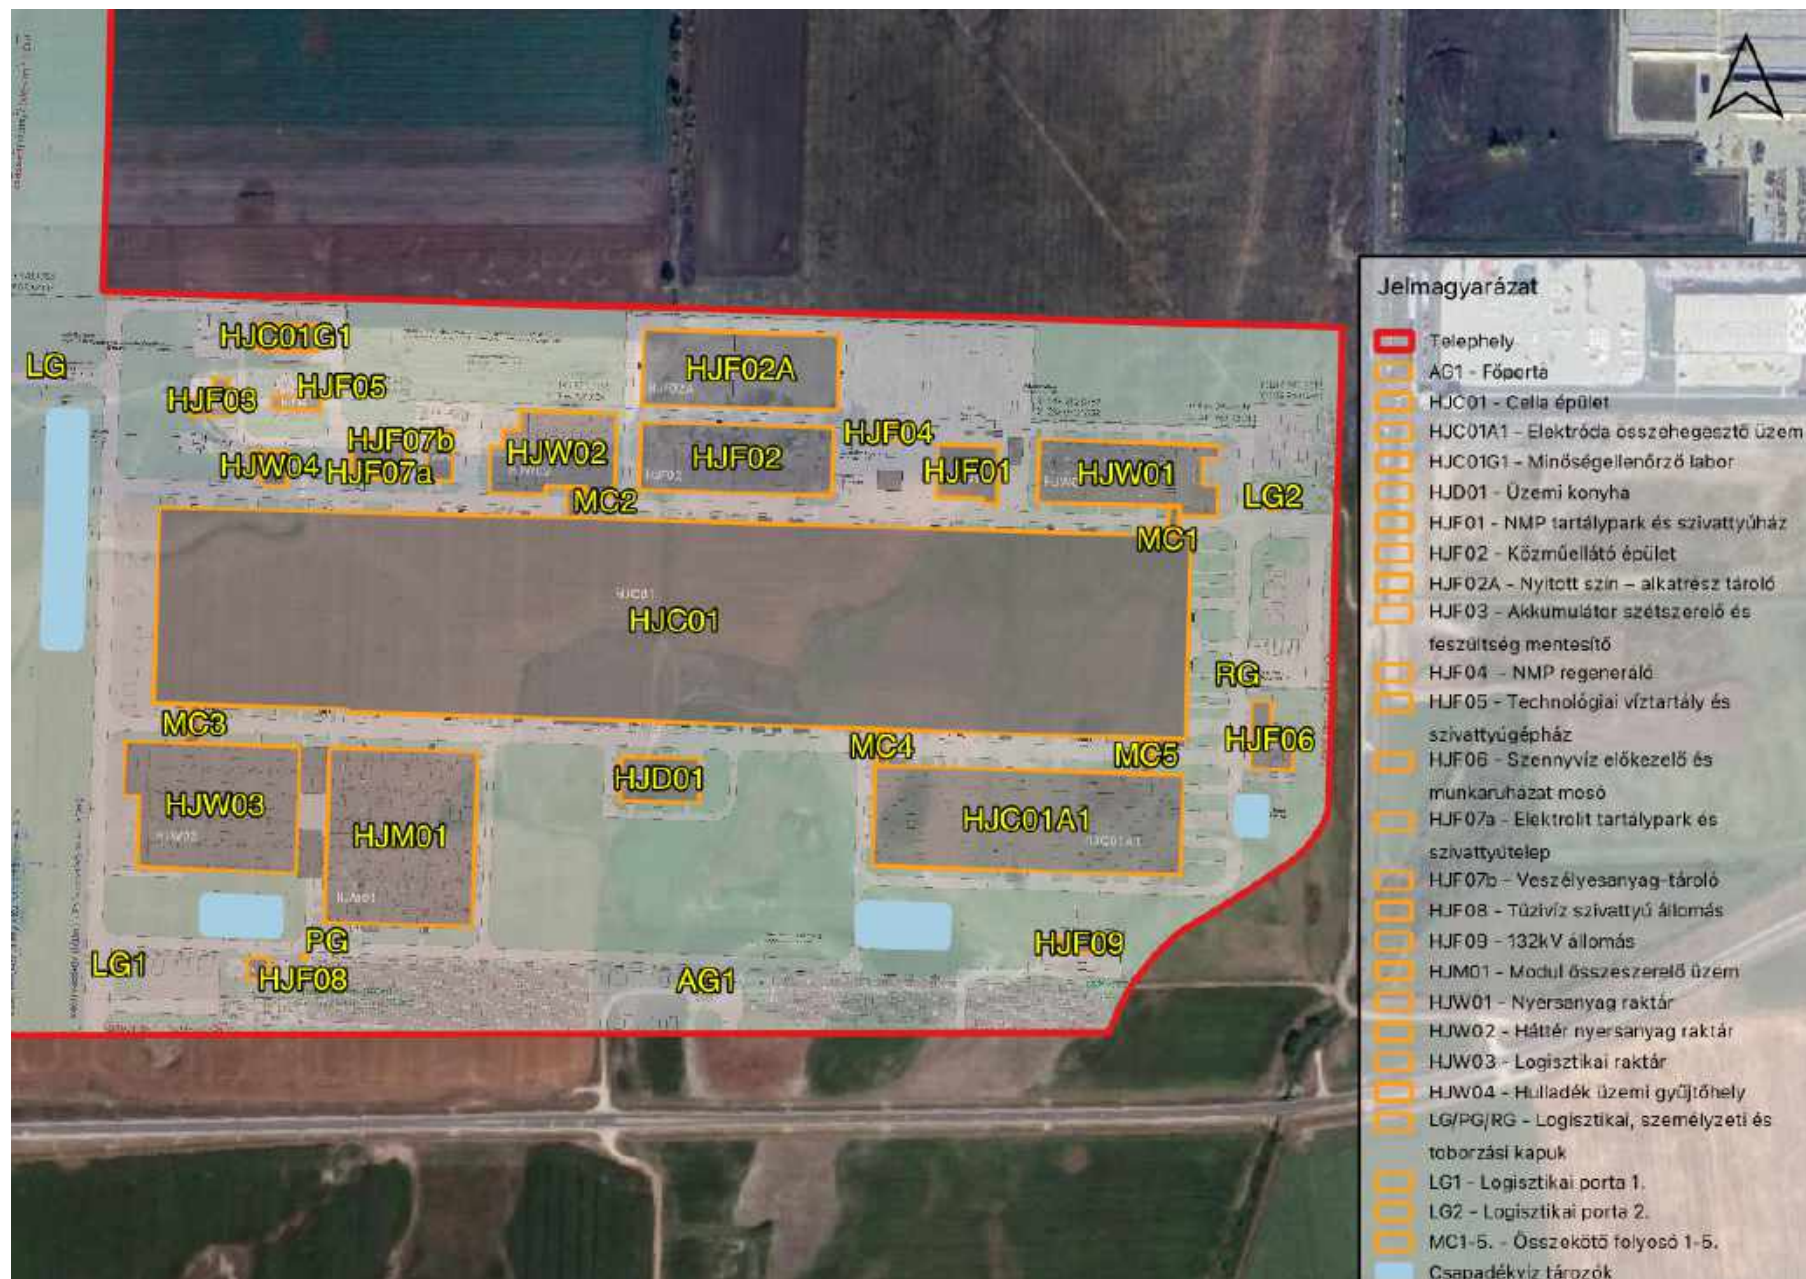 HJC01G1
LG
HJF02A
HJF02A
HJF05
HJF03
HJF04
HJF07b
HJW02
HJF02
HJF02
HJW04
HJF07a
HJF01
HJW01
LG2
MC2
MC1
HJC01
HJC01
RG
MC3
MC4
MC5
HJF06
HJD01
HJW03
HJW03
HJC01A1
HJC01A1
HJM01
HJM01
PG
HJF09
LG1
HJF08
AG1
Jelmagyarázat
Telephely
AG1 - Főporta
HJC01 - Cella épület
HJC01A1 - Elektróda összehegesztő üzem
HJC01G1 - Minőségellenőrző labor
HJD01 - Üzemi konyha
HJF01 - NMP tartálypark és szivattyúház
HJF02 - Közműellátó épület
HJF02A - Nyitott szín – alkatrész tároló
HJF03 - Akkumulátor szétszerelő és
feszültség mentesítő
HJF04 - NMP regeneráló
HJF05 - Technológiai víztartály és
szivattyúgépház
HJF06 - Szennyvíz előkezelő és
munkaruházat mosó
HJF07a - Elektrolit tartálypark és
szivattyútelep
HJF07b - Veszélyesanyag-tároló
HJF08 - Tűzivíz szivattyú állomás
HJF09 - 132kV állomás
HJM01 - Modul összeszerelő üzem
HJW01 - Nyersanyag raktár
HJW02 - Háttér nyersanyag raktár
HJW03 - Logisztikai raktár
HJW04 - Hulladék üzemi gyűjtőhely
LG/PG/RG - Logisztikai, személyzeti és
toborzási kapuk
LG1 - Logisztikai porta 1.
LG2 - Logisztikai porta 2.
MC1-5. - Összekötő folyosó 1-5.
Csapadékvíz tározók